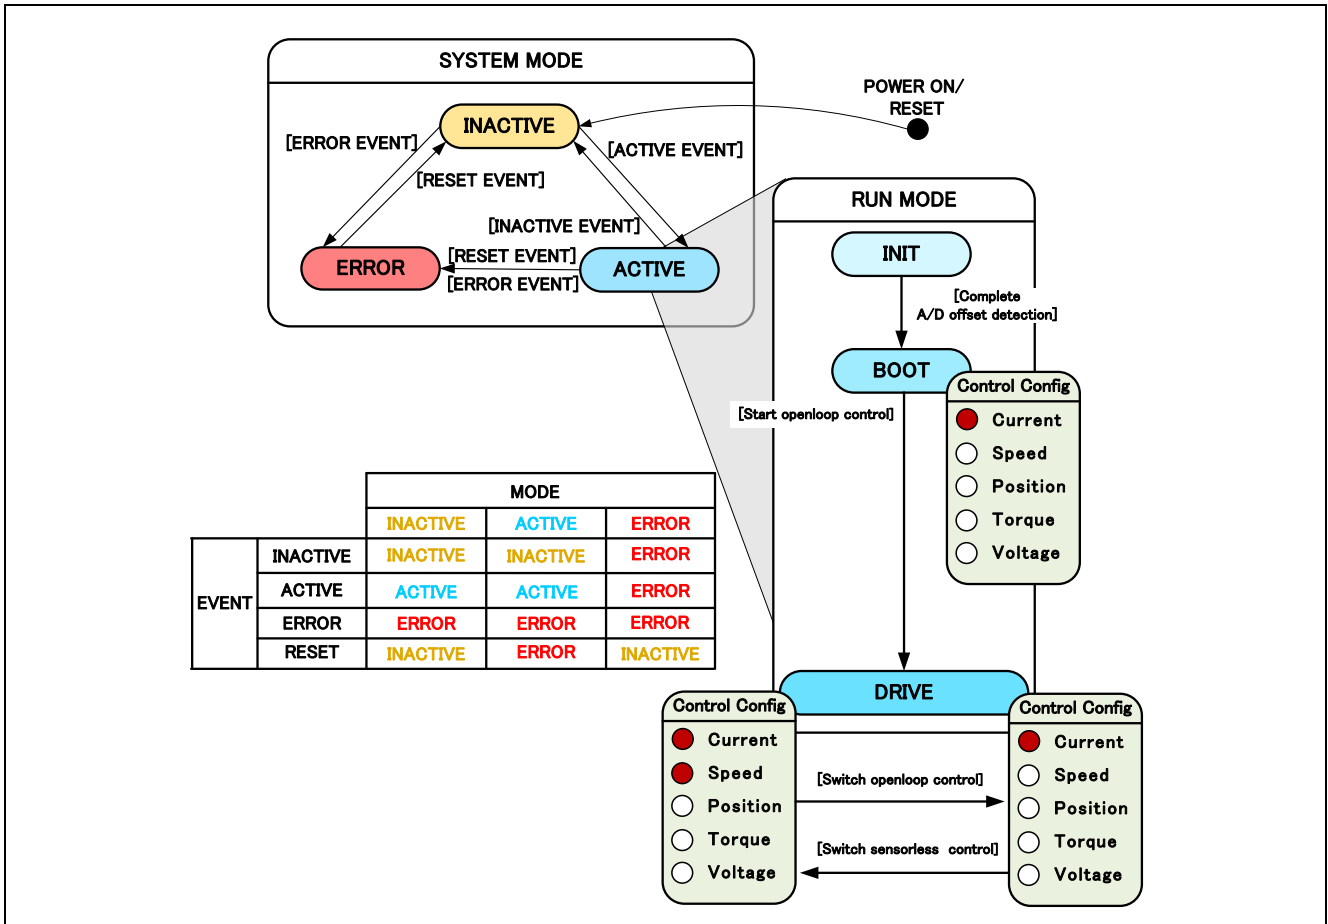 SYSTEM MODE
POWER ON/
RESET
INACTIVE
[ERROR EVENT]
[ACTIVE EVENT]
[RESET EVENT]
[INACTIVE EVENT]
ERROR
[RESET EVENT]
[ERROR EVENT]
ACTIVE
RUN MODE
INIT
[Complete
A/D offset detection]
BOOT
[Start openloop control]
Control Config
Current
Speed
Position
Torque
Voltage
MODE
INACTIVE ACTIVE ERROR
EVENT
INACTIVE INACTIVE INACTIVE ERROR
ACTIVE ACTIVE ACTIVE ERROR
ERROR ERROR ERROR ERROR
RESET INACTIVE ERROR INACTIVE
DRIVE
Control Config
Current
Speed
Position
Torque
Voltage
[Switch openloop control]
[Switch sensorless control]
Control Config
Current
Speed
Position
Torque
Voltage